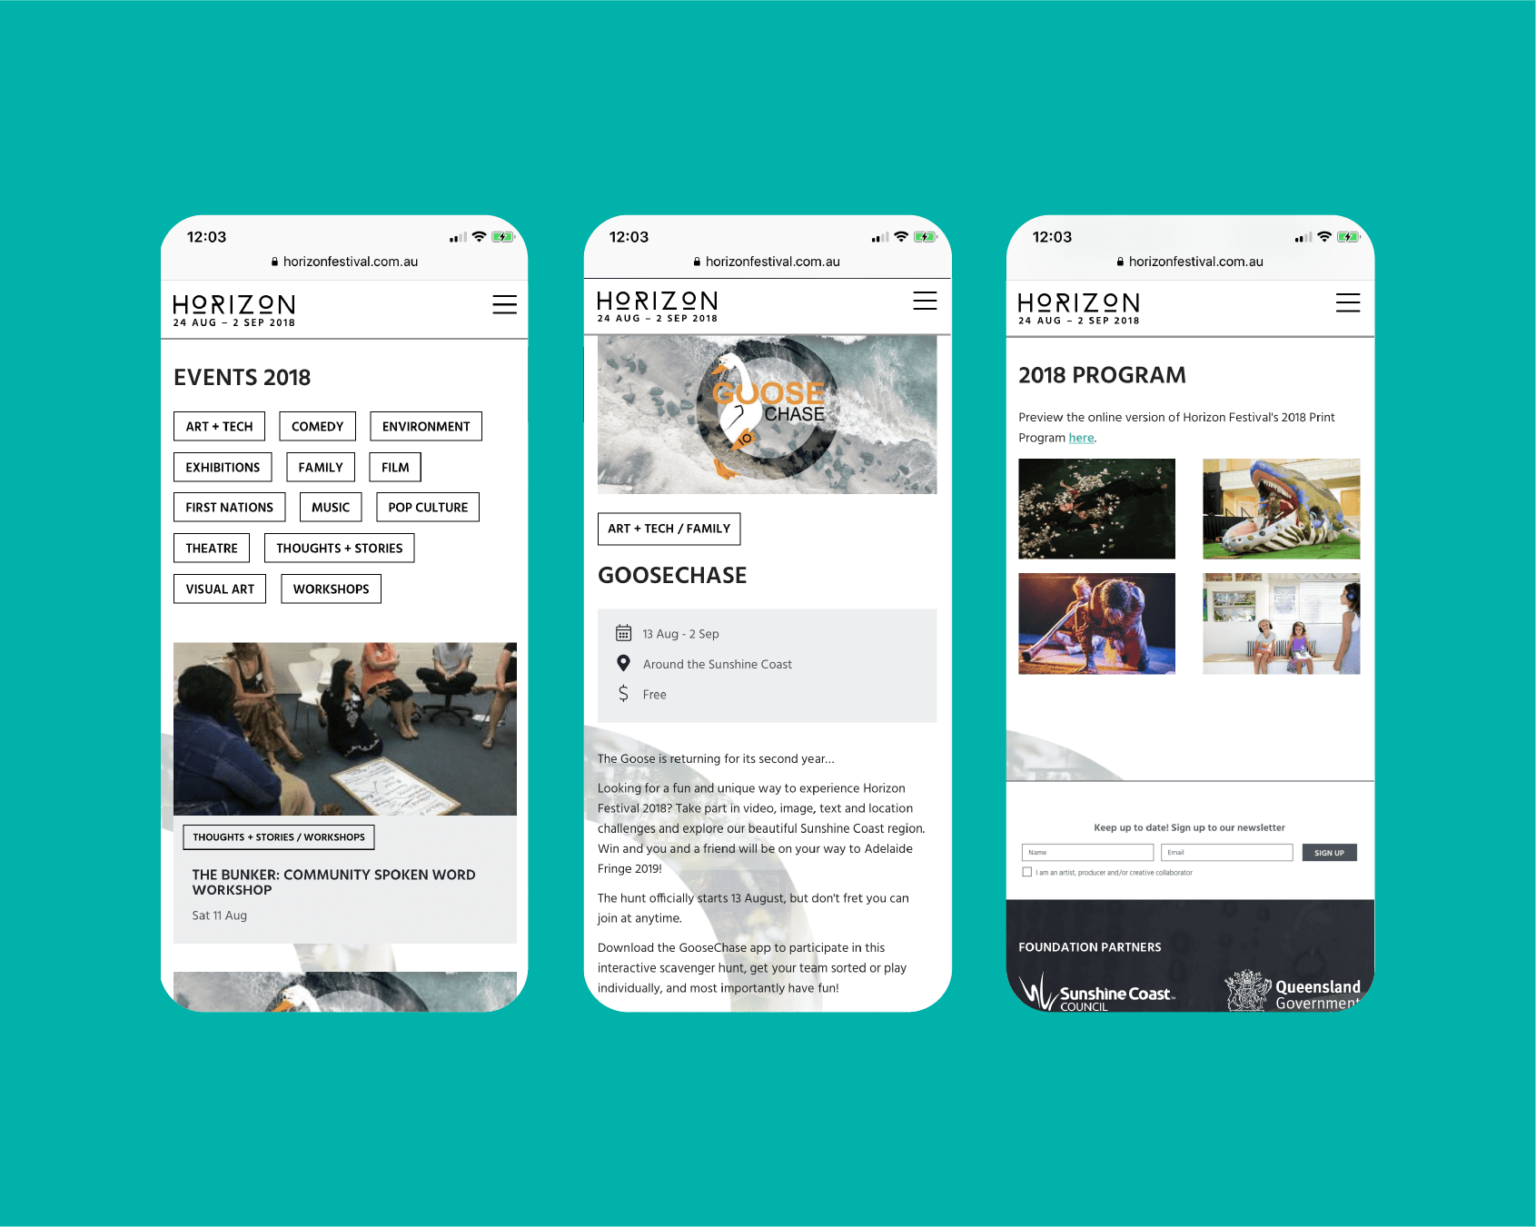 12:03
horizonfestival.com.au
HORIZON
24 AUG – 2 SEP 2018
EVENTS 2018
ART + TECH
COMEDY
ENVIRONMENT
EXHIBITIONS
FAMILY
FILM
FIRST NATIONS
MUSIC
POP CULTURE
THEATRE
THOUGHTS + STORIES
VISUAL ART
WORKSHOPS
THOUGHTS + STORIES / WORKSHOPS
THE BUNKER: COMMUNITY SPOKEN WORD
WORKSHOP
Sat 11 Aug
12:03
horizonfestival.com.au
HORIZON
24 AUG – 2 SEP 2018
GOOSE
CHASE
ART + TECH / FAMILY
GOOSECHASE
13 Aug - 2 Sep
Around the Sunshine Coast
Free
The Goose is returning for its second year...
Looking for a fun and unique way to experience Horizon
Festival 2018? Take part in video, image, text and location
challenges and explore our beautiful Sunshine Coast region.
Win and you and a friend will be on your way to Adelaide
Fringe 2019!
The hunt officially starts 13 August, but don't fret you can
join at anytime.
Download the GooseChase app to participate in this
interactive scavenger hunt, get your team sorted or play
individually, and most importantly have fun!
12:03
horizonfestival.com.au
HORIZON
24 AUG – 2 SEP 2018
2018 PROGRAM
Preview the online version of Horizon Festival's 2018 Print
Program here.
Keep up to date! Sign up to our newsletter
Name
Email
SIGN UP
I am an artist, producer and/or creative collaborator
FOUNDATION PARTNERS
Sunshine Coast
COUNCIL
Queensland
Government